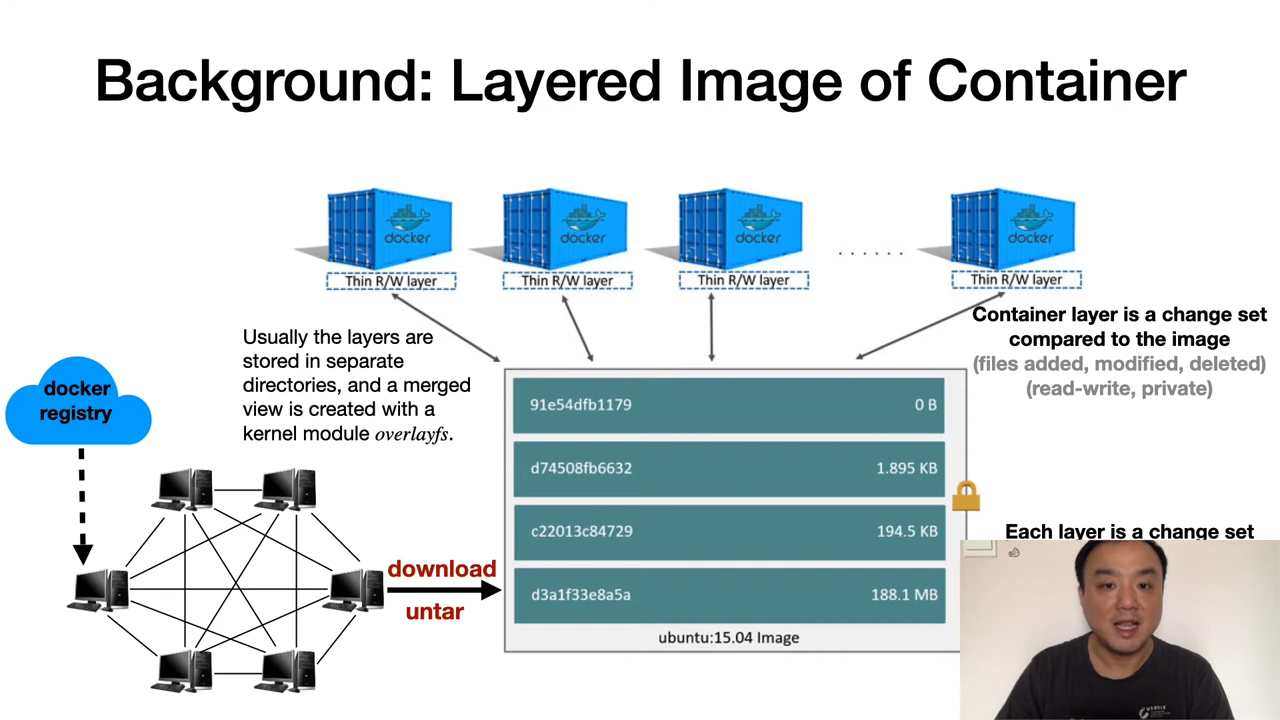 Background: Layered Image of Container
docker
docker
docker
docker
. . . . . .
Thin R/W layer
Thin R/W layer
Thin R/W layer
Thin R/W layer
Container layer is a change set
compared to the image
(files added, modified, deleted)
(read-write, private)
Usually the layers are
stored in separate
directories, and a merged
view is created with a
kernel module overlayfs.
docker
registry
91e54dfb1179 0 B
d74508fb6632 1.895 KB
c22013c84729 194.5 KB
d3a1f33e8a5a 188.1 MB
ubuntu:15.04 Image
download
untar
Each layer is a change set